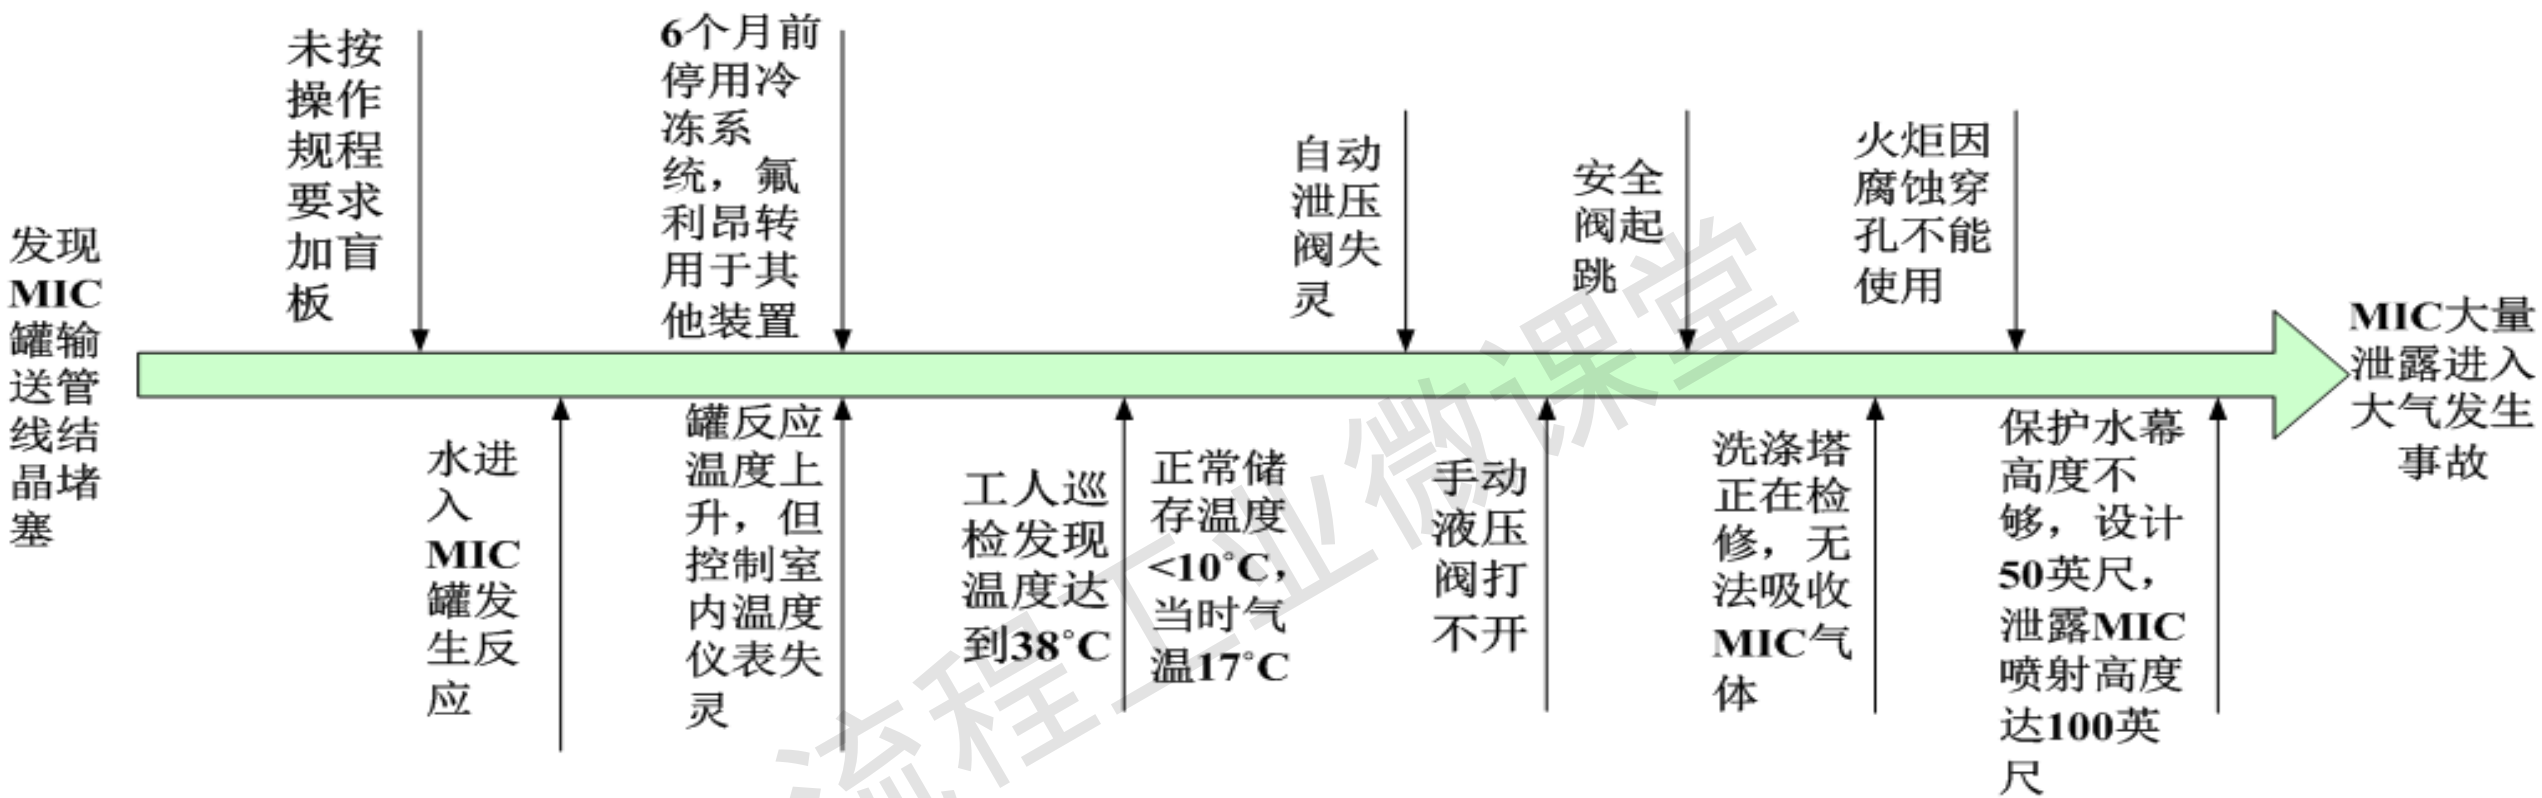 发现
MIC
罐输
送管
线结
晶堵
塞
未按
操作
规程
要求
加盲
板
水进
入
MIC
罐发
生反
应
6个月前
停用冷
冻系
统，氟
利昂转
用于其
他装置
罐反应
温度上
升，但
控制室
内温度
仪表失
灵
工人巡
检发现
温度达
到38°C
正常储
存温度
<10°C，
当时气
温17°C
自动
泄压
阀失
灵
手动
液压
阀打
不开
安全
阀起
跳
洗涤塔
正在检
修，无
法吸收
MIC气
体
火炬因
腐蚀穿
孔不能
使用
保护水幕
高度不
够，设计
50英尺，
泄露MIC
喷射高度
达100英
尺
MIC大量
泄露进入
大气发生
事故
流程工业微课堂